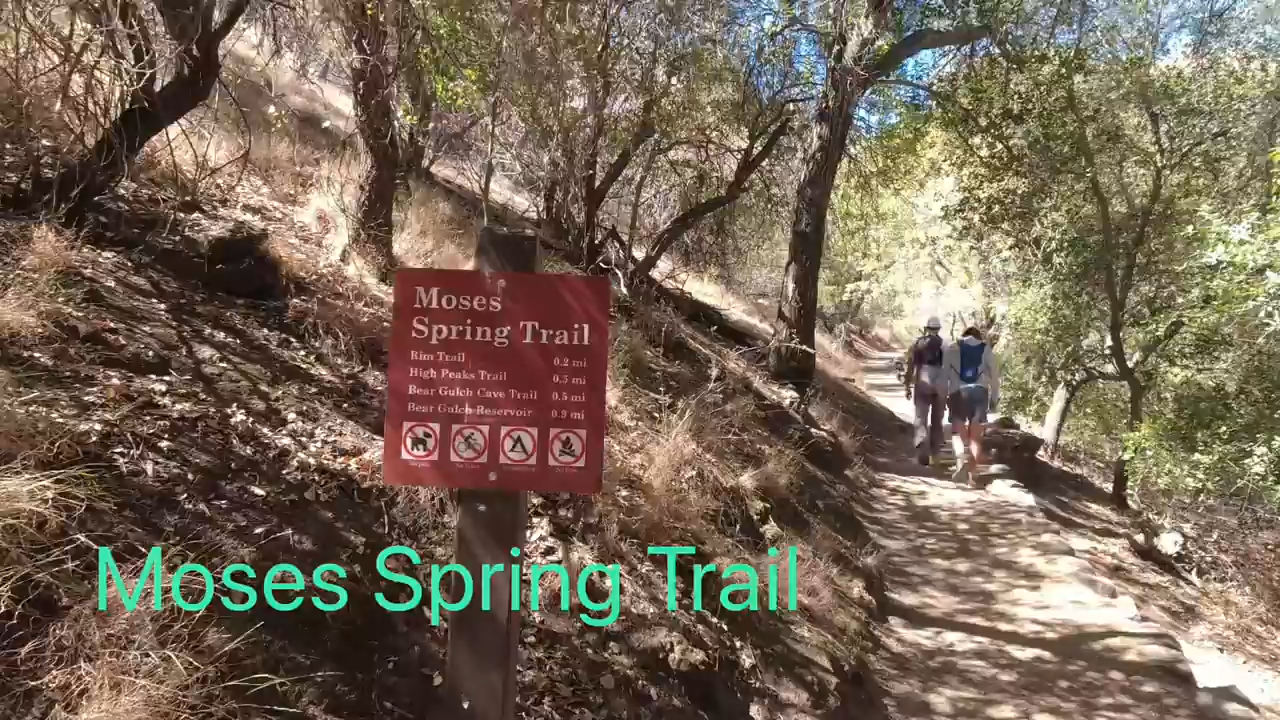 Moses
Spring Trail
Rim Trail 0.2 mi
High Peaks Trail 0.5 mi
Bear Gulch Cave Trail 0.5 mi
Bear Gulch Reservoir 0.9 mi
Moses Spring Trail